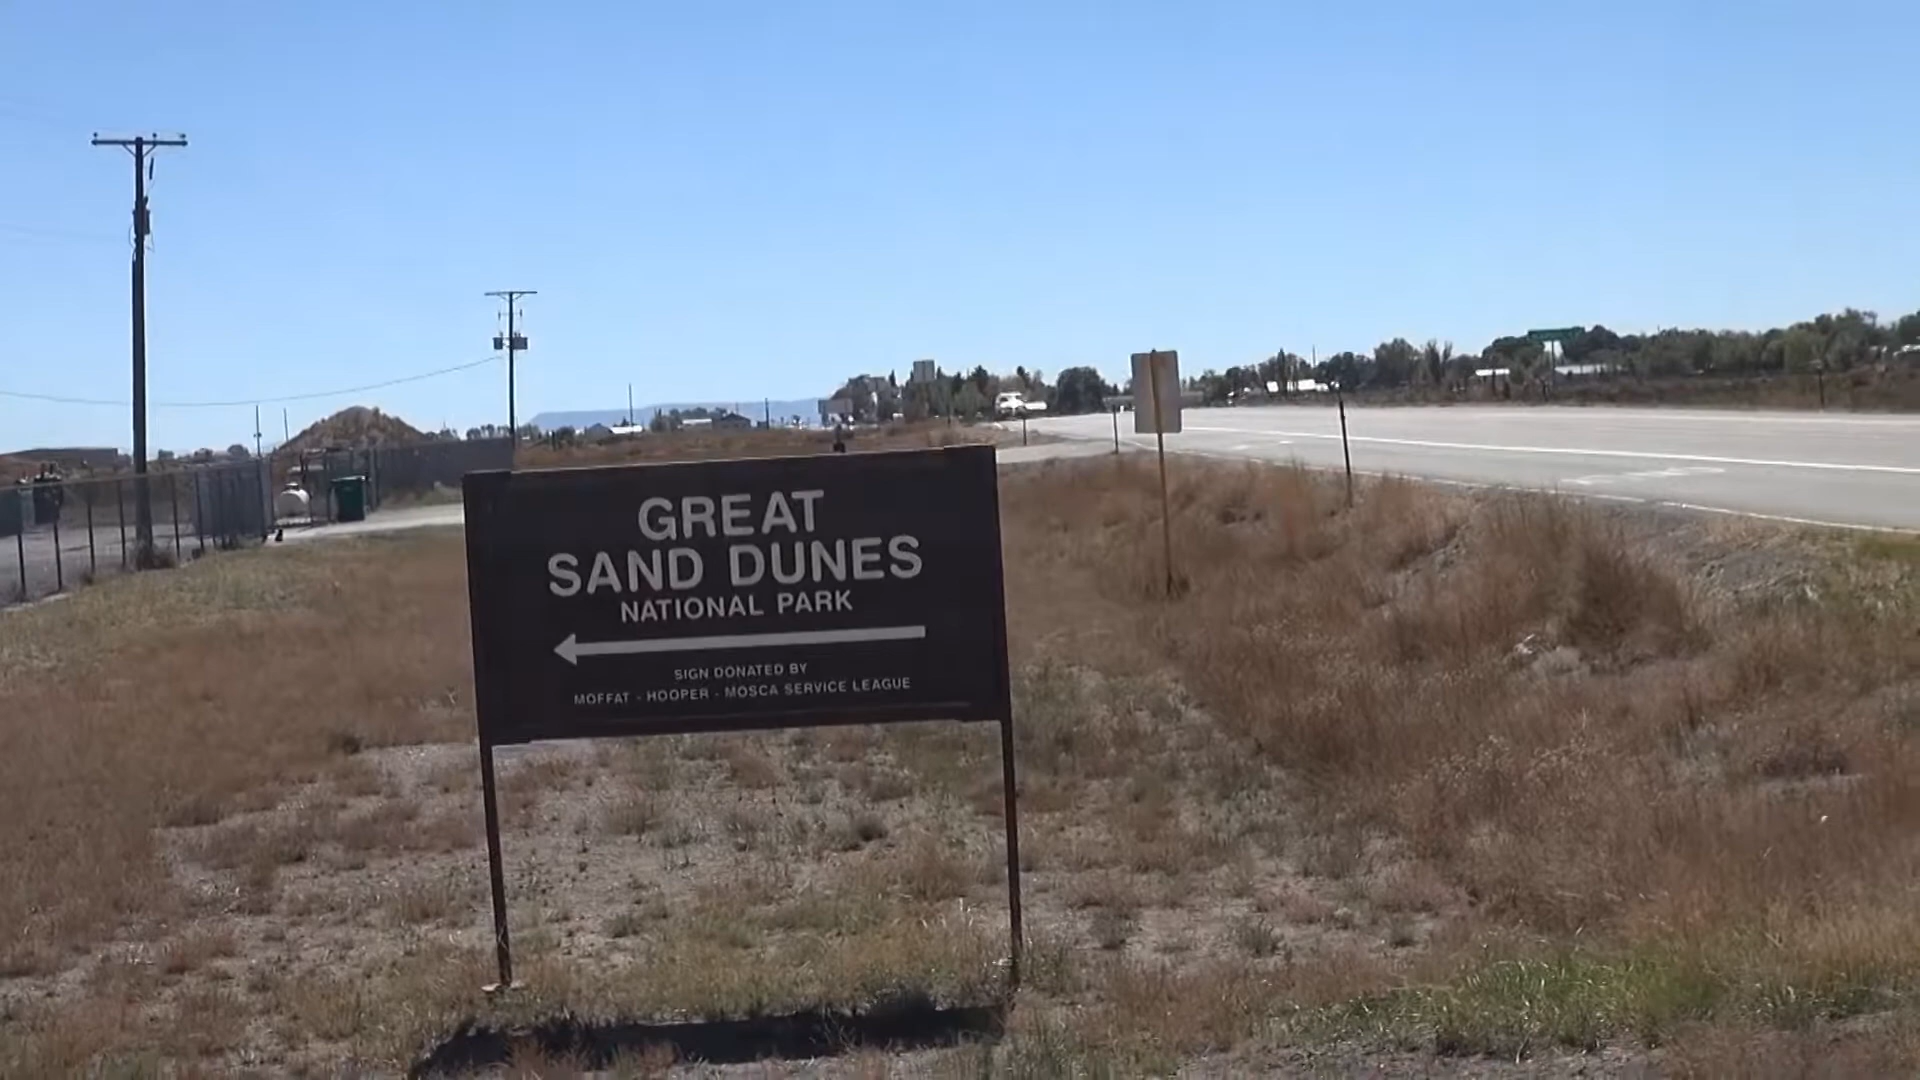 GREAT
SAND DUNES
NATIONAL PARK
SIGN DONATED BY
MOFFAT - HOOPER - MOSCA SERVICE LEAGUE